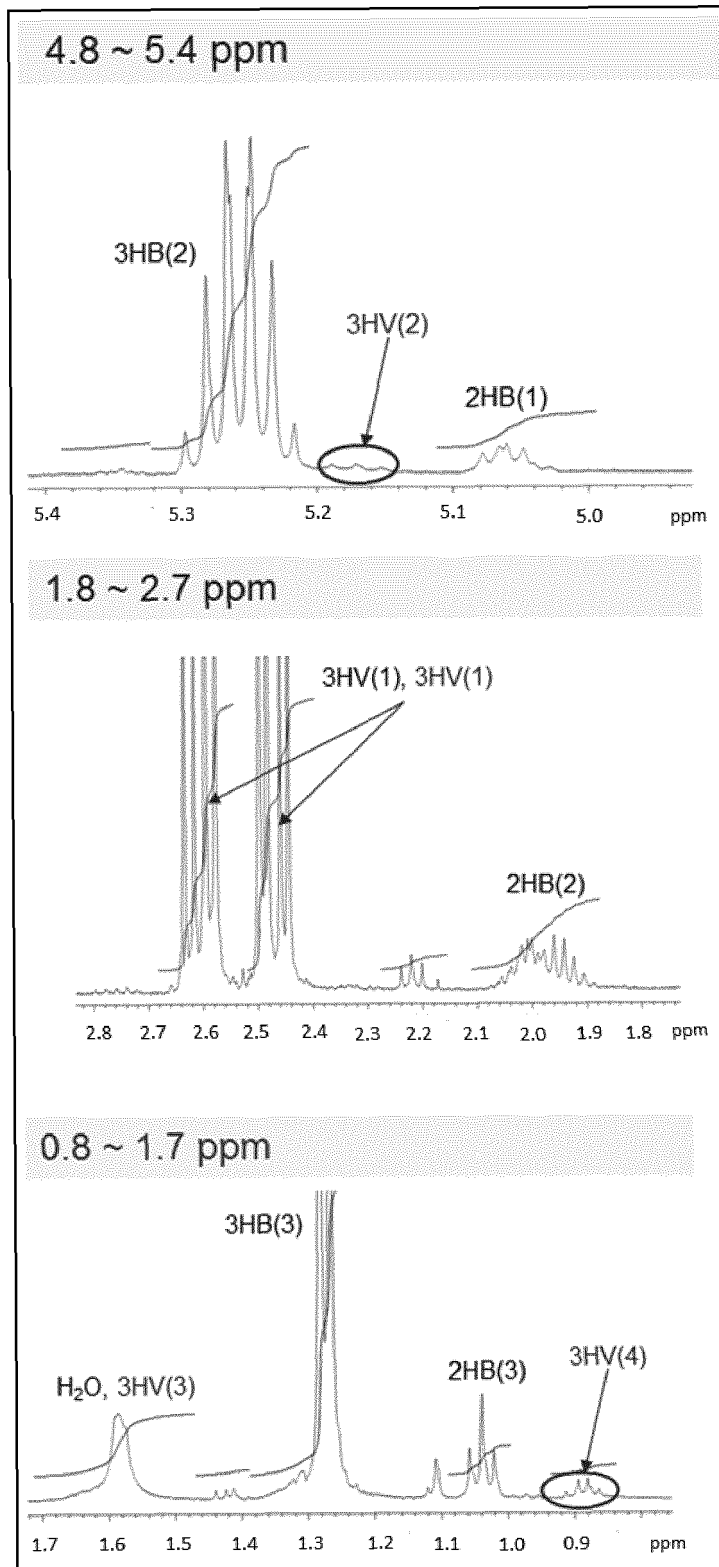 4.8 ~ 5.4 ppm
3HB(2)
3HV(2)
2HB(1)
5.4 5.3 5.2 5.1 5.0 ppm
1.8 ~ 2.7 ppm
3HV(1), 3HV(1)
2HB(2)
2.8 2.7 2.6 2.5 2.4 2.3 2.2 2.1 2.0 1.9 1.8 ppm
0.8 ~ 1.7 ppm
3HB(3)
H₂O, 3HV(3)
2HB(3)
3HV(4)
1.7 1.6 1.5 1.4 1.3 1.2 1.1 1.0 0.9 ppm